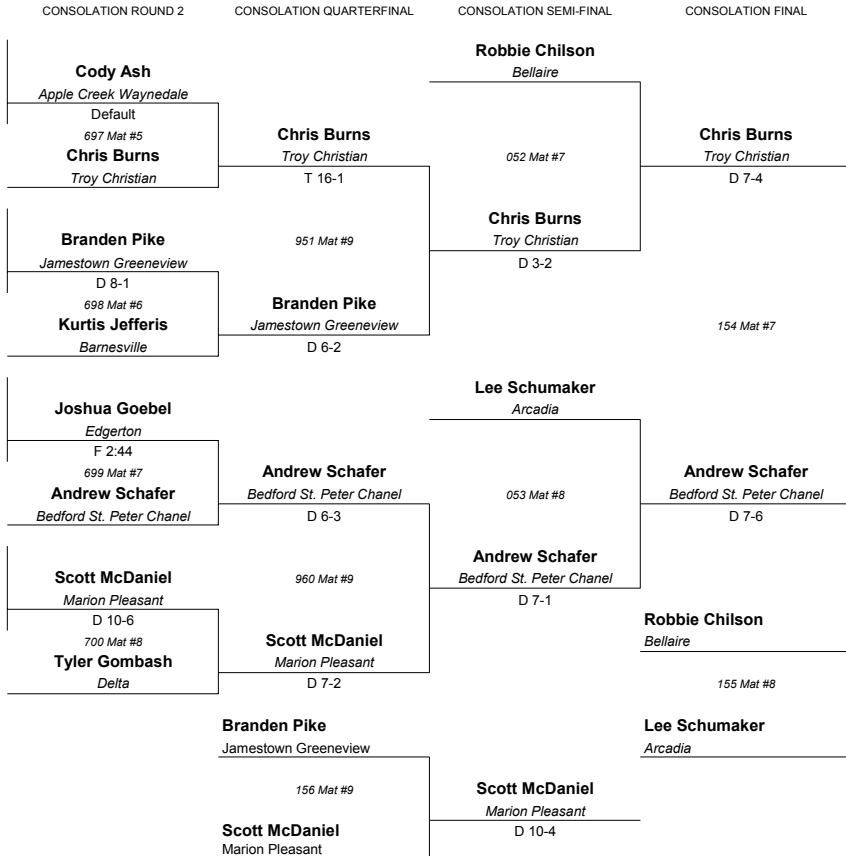 CONSOLATION ROUND 2
CONSOLATION QUARTERFINAL
CONSOLATION SEMI-FINAL
CONSOLATION FINAL
Cody Ash
Apple Creek Waynedale
Default
697 Mat #5
Chris Burns
Troy Christian
Branden Pike
Jamestown Greeneview
D 8-1
698 Mat #6
Kurtis Jefferis
Barnesville
Joshua Goebel
Edgerton
F 2:44
699 Mat #7
Andrew Schafer
Bedford St. Peter Chanel
Scott McDaniel
Marion Pleasant
D 10-6
700 Mat #8
Tyler Gombash
Delta
Chris Burns
Troy Christian
T 16-1
951 Mat #9
Branden Pike
Jamestown Greeneview
D 6-2
Andrew Schafer
Bedford St. Peter Chanel
D 6-3
960 Mat #9
Scott McDaniel
Marion Pleasant
D 7-2
Branden Pike
Jamestown Greeneview
156 Mat #9
Scott McDaniel
Marion Pleasant
Robbie Chilson
Bellaire
052 Mat #7
Chris Burns
Troy Christian
D 3-2
Lee Schumaker
Arcadia
053 Mat #8
Andrew Schafer
Bedford St. Peter Chanel
D 7-1
Scott McDaniel
Marion Pleasant
D 10-4
Chris Burns
Troy Christian
D 7-4
154 Mat #7
Andrew Schafer
Bedford St. Peter Chanel
D 7-6
Robbie Chilson
Bellaire
155 Mat #8
Lee Schumaker
Arcadia